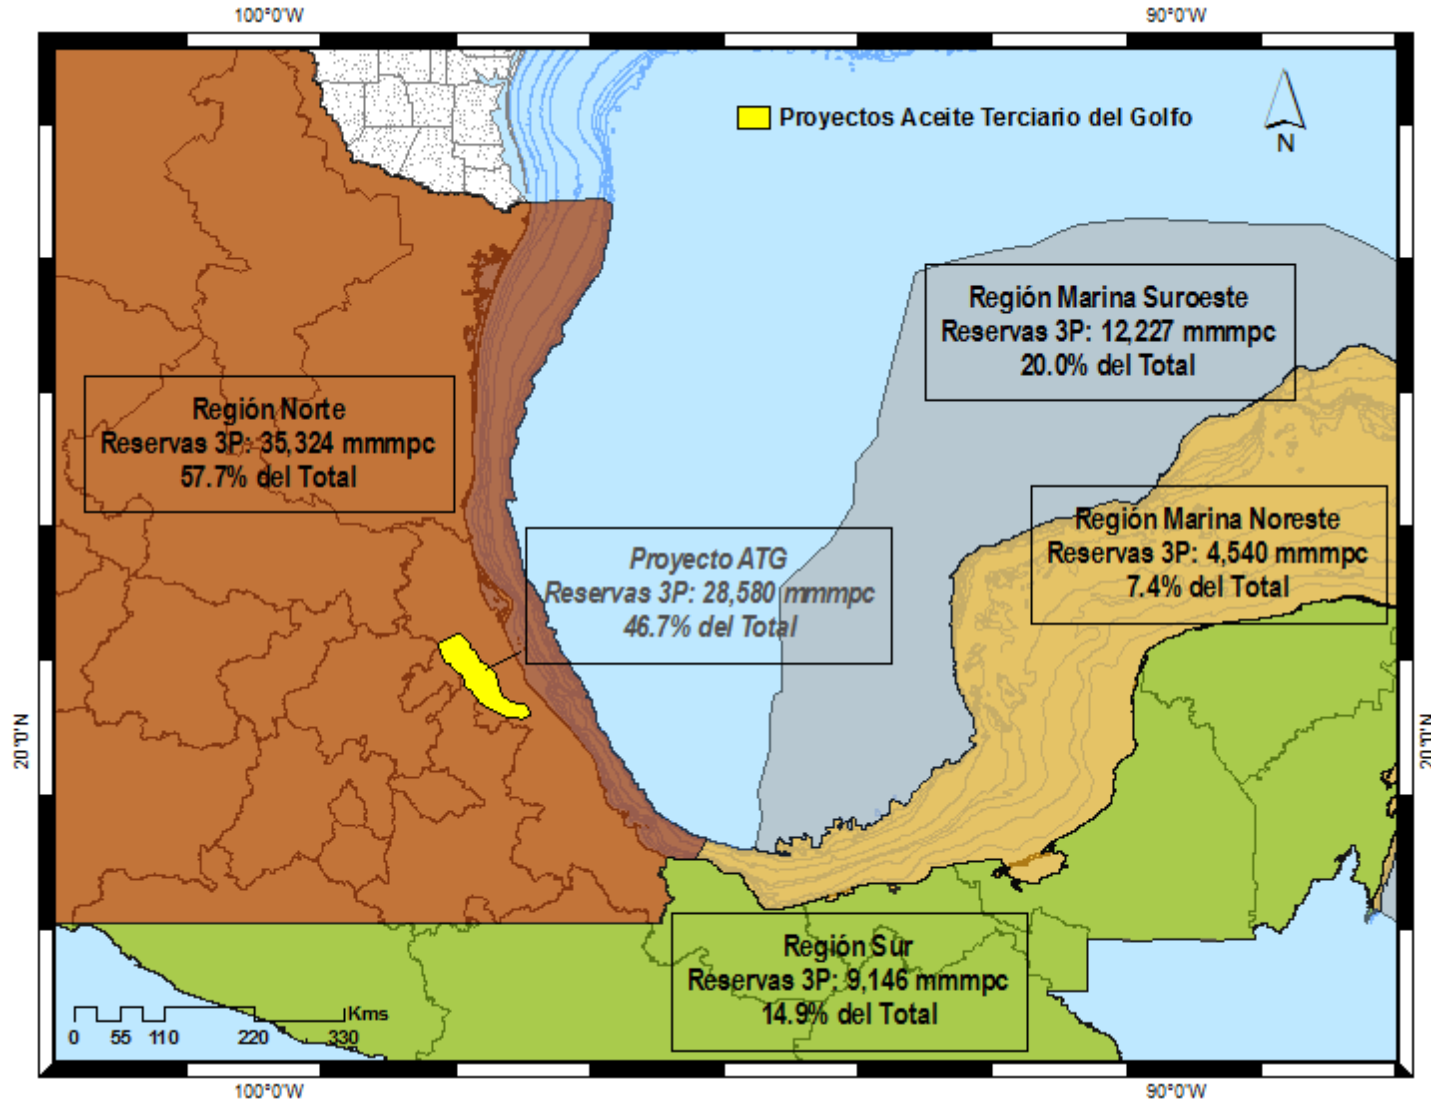 100°0'W
90°0'W
Proyectos Aceite Terciario del Golfo
N
Región Marina Suroeste
Reservas 3P: 12,227 mmmpc
20.0% del Total
Región Norte
Reservas 3P: 35,324 mmmpc
57.7% del Total
Región Marina Noreste
Reservas 3P: 4,540 mmmpc
7.4% del Total
Proyecto ATG
Reservas 3P: 28,580 mmmpc
46.7% del Total
20°0'N
20°0'N
Región Sur
Reservas 3P: 9,146 mmmpc
14.9% del Total
Kms
0 55 110 220 330
100°0'W
90°0'W